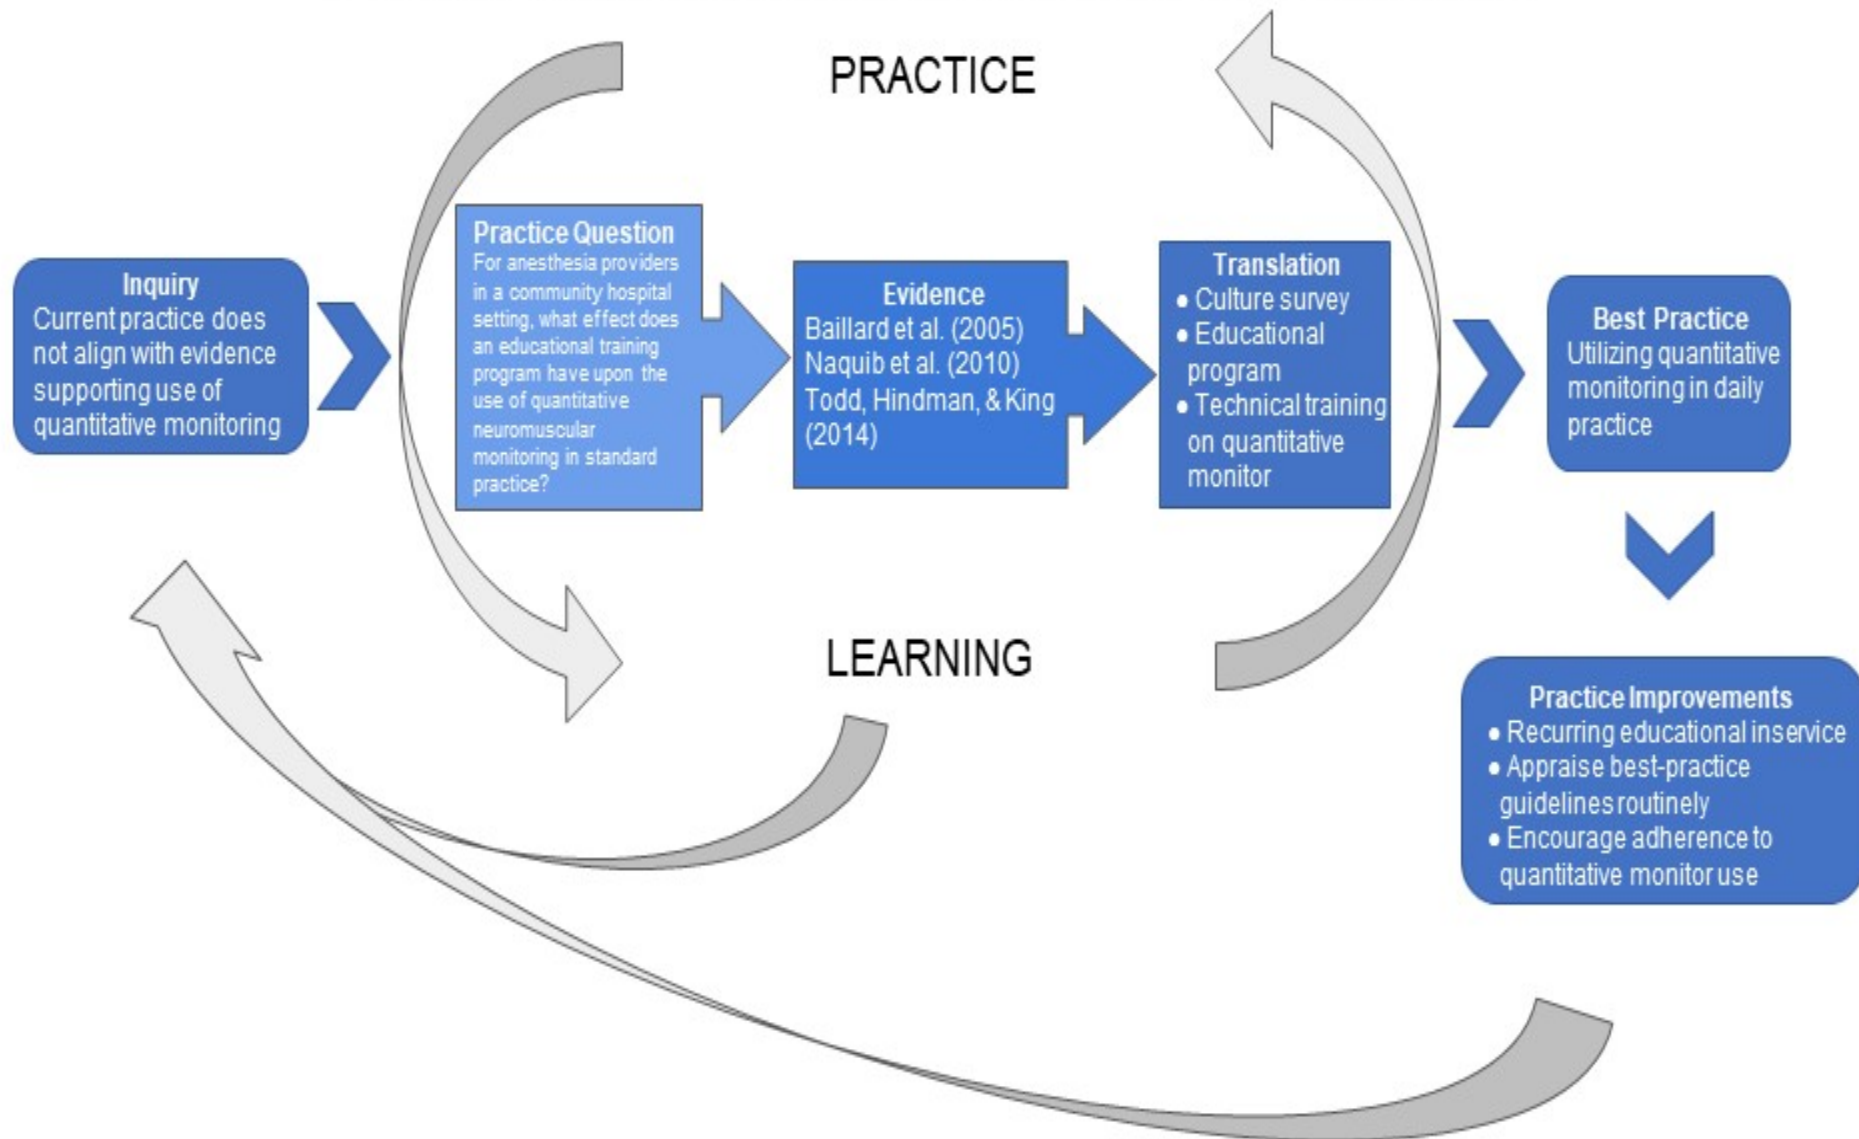 PRACTICE
Inquiry
Current practice does
not align with evidence
supporting use of
quantitative monitoring
Practice Question
For anesthesia providers
in a community hospital
setting, what effect does
an educational training
program have upon the
use of quantitative
neuromuscular
monitoring in standard
practice?
Evidence
Baillard et al. (2005)
Naquib et al. (2010)
Todd, Hindman, & King
(2014)
Translation
● Culture survey
● Educational
program
● Technical training
on quantitative
monitor
Best Practice
Utilizing quantitative
monitoring in daily
practice
LEARNING
Practice Improvements
● Recurring educational inservice
● Appraise best-practice
guidelines routinely
● Encourage adherence to
quantitative monitor use